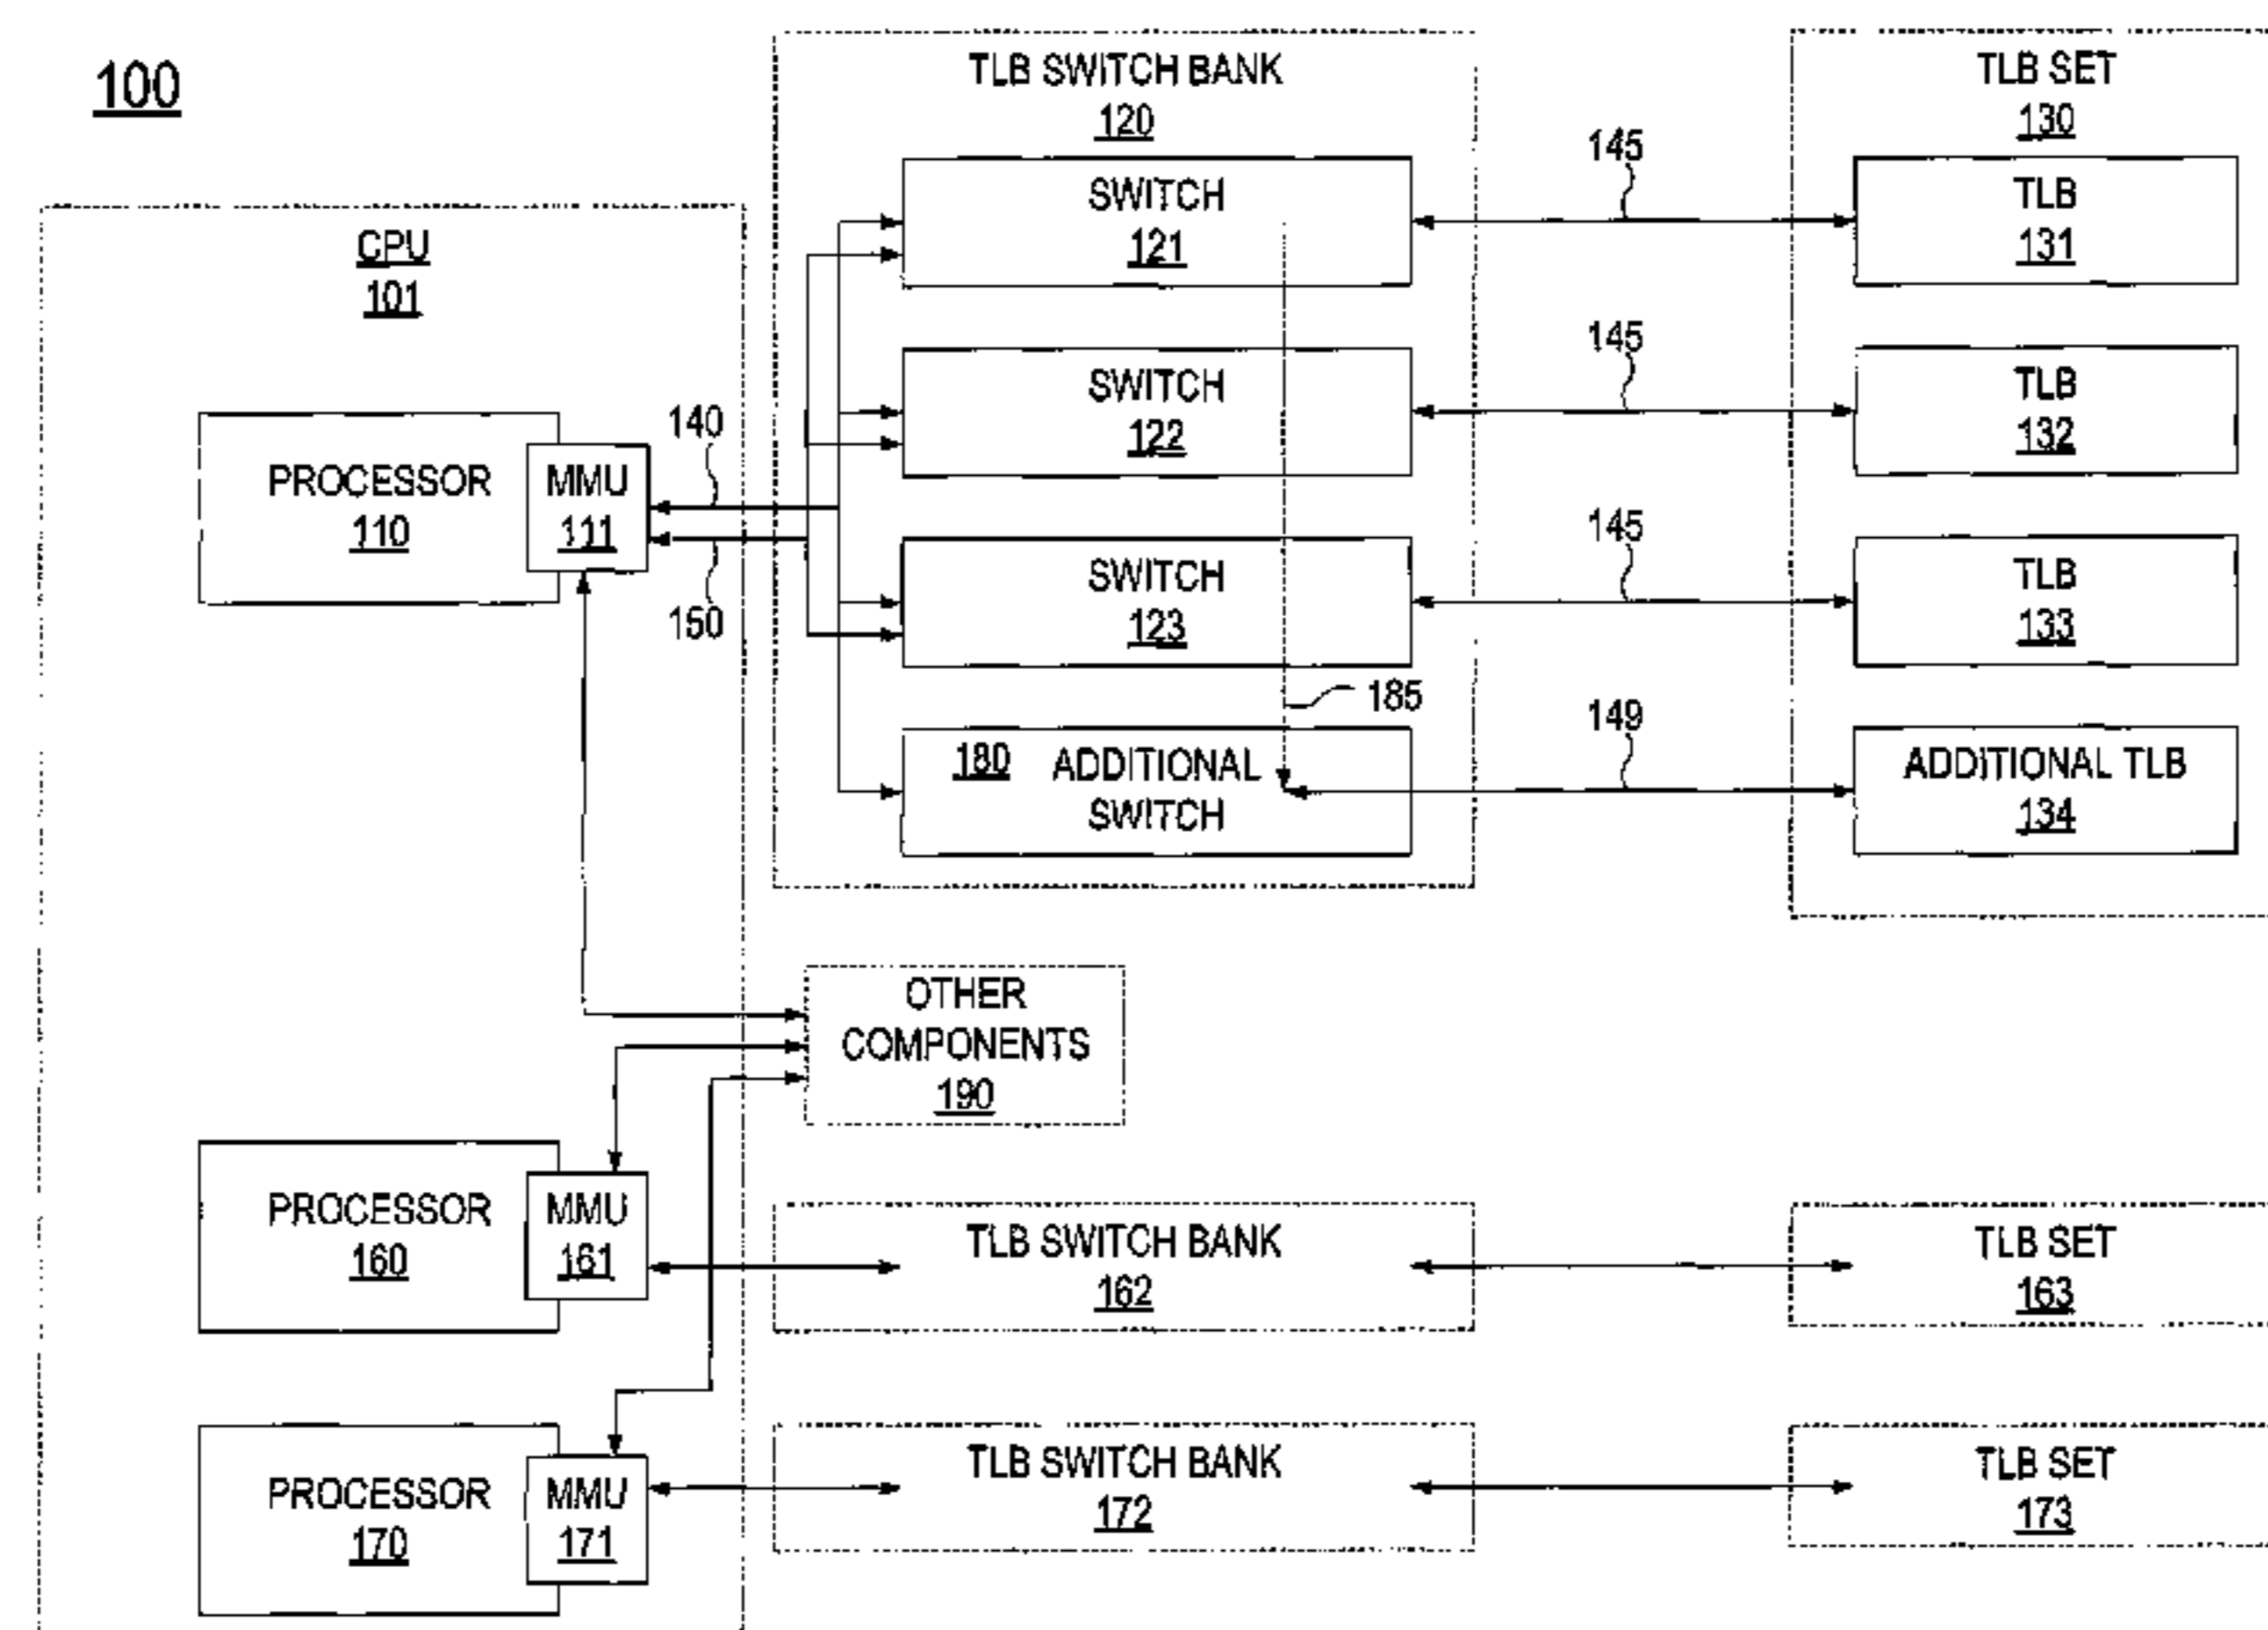 100
TLB SWITCH BANK
120
TLB SET
130
CPU
101
SWITCH
121
145
TLB
131
SWITCH
122
145
TLB
132
140
PROCESSOR
110
MMU
111
150
SWITCH
123
145
TLB
133
185
180 ADDITIONAL
SWITCH
149
ADDITIONAL TLB
134
OTHER
COMPONENTS
190
PROCESSOR
160
MMU
161
TLB SWITCH BANK
162
TLB SET
163
PROCESSOR
170
MMU
171
TLB SWITCH BANK
172
TLB SET
173